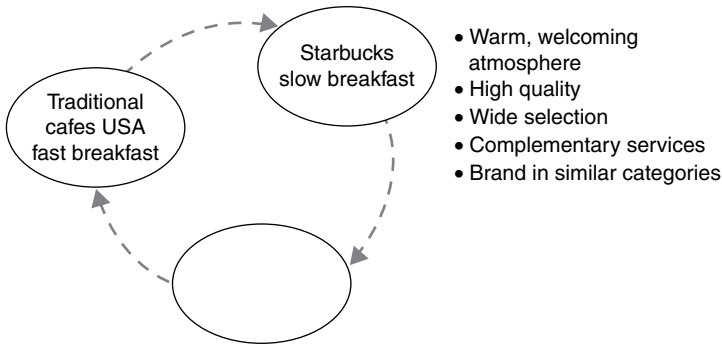 Starbucks
slow breakfast
Traditional
cafes USA
fast breakfast
• Warm, welcoming
atmosphere
• High quality
• Wide selection
• Complementary services
• Brand in similar categories